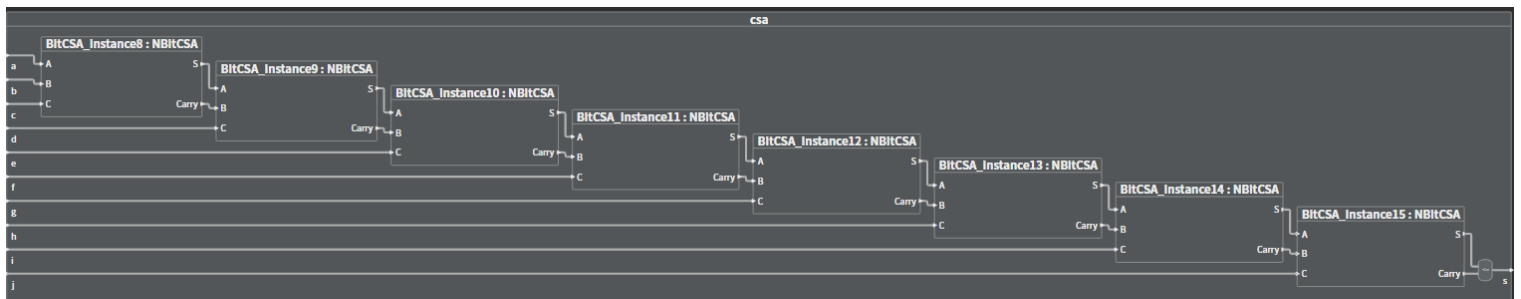 csa
BitCSA_Instance8 : NBitCSA
a
A
S
b
B
c
C
Carry
BitCSA_Instance9 : NBitCSA
A
S
B
d
C
Carry
BitCSA_Instance10 : NBitCSA
A
S
B
e
C
Carry
BitCSA_Instance11 : NBitCSA
A
S
B
f
C
Carry
BitCSA_Instance12 : NBitCSA
A
S
B
g
C
Carry
BitCSA_Instance13 : NBitCSA
A
S
B
h
C
Carry
BitCSA_Instance14 : NBitCSA
A
S
B
i
C
Carry
BitCSA_Instance15 : NBitCSA
A
S
B
j
C
Carry
s